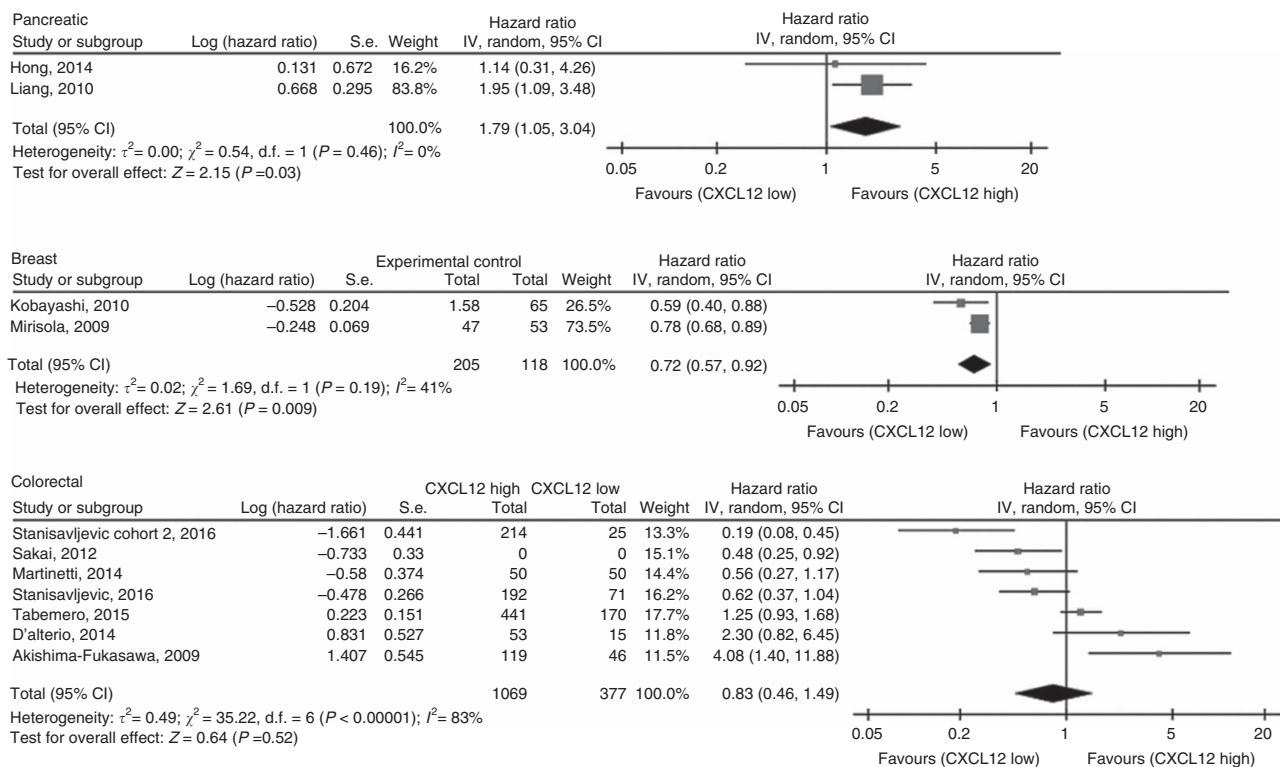 Pancreatic
Study or subgroup Log (hazard ratio) S.e. Weight Hazard ratio IV, random, 95% CI Hazard ratio IV, random, 95% CI
Hong, 2014 0.131 0.672 16.2% 1.14 (0.31, 4.26)
Liang, 2010 0.668 0.295 83.8% 1.95 (1.09, 3.48)
Total (95% CI) 100.0% 1.79 (1.05, 3.04)
Heterogeneity: τ²= 0.00; χ² = 0.54, d.f. = 1 (P = 0.46); I²= 0%
Test for overall effect: Z = 2.15 (P =0.03)
0.05 0.2 1 5 20
Favours (CXCL12 low) Favours (CXCL12 high)
Breast
Study or subgroup Log (hazard ratio) S.e. Experimental control Total Total Weight Hazard ratio IV, random, 95% CI Hazard ratio IV, random, 95% CI
Kobayashi, 2010 –0.528 0.204 1.58 65 26.5% 0.59 (0.40, 0.88)
Mirisola, 2009 –0.248 0.069 47 53 73.5% 0.78 (0.68, 0.89)
Total (95% CI) 205 118 100.0% 0.72 (0.57, 0.92)
Heterogeneity: τ²= 0.02; χ² = 1.69, d.f. = 1 (P = 0.19); I²= 41%
Test for overall effect: Z = 2.61 (P = 0.009)
0.05 0.2 1 5 20
Favours (CXCL12 low) Favours (CXCL12 high)
Colorectal
Study or subgroup Log (hazard ratio) S.e. CXCL12 high Total CXCL12 low Total Weight Hazard ratio IV, random, 95% CI Hazard ratio IV, random, 95% CI
Stanisavljevic cohort 2, 2016 –1.661 0.441 214 25 13.3% 0.19 (0.08, 0.45)
Sakai, 2012 –0.733 0.33 0 0 15.1% 0.48 (0.25, 0.92)
Martinetti, 2014 –0.58 0.374 50 50 14.4% 0.56 (0.27, 1.17)
Stanisavljevic, 2016 –0.478 0.266 192 71 16.2% 0.62 (0.37, 1.04)
Tabemero, 2015 0.223 0.151 441 170 17.7% 1.25 (0.93, 1.68)
D'alterio, 2014 0.831 0.527 53 15 11.8% 2.30 (0.82, 6.45)
Akishima-Fukasawa, 2009 1.407 0.545 119 46 11.5% 4.08 (1.40, 11.88)
Total (95% CI) 1069 377 100.0% 0.83 (0.46, 1.49)
Heterogeneity: τ²= 0.49; χ² = 35.22, d.f. = 6 (P < 0.00001); I²= 83%
Test for overall effect: Z = 0.64 (P =0.52)
0.05 0.2 1 5 20
Favours (CXCL12 low) Favours (CXCL12 high)